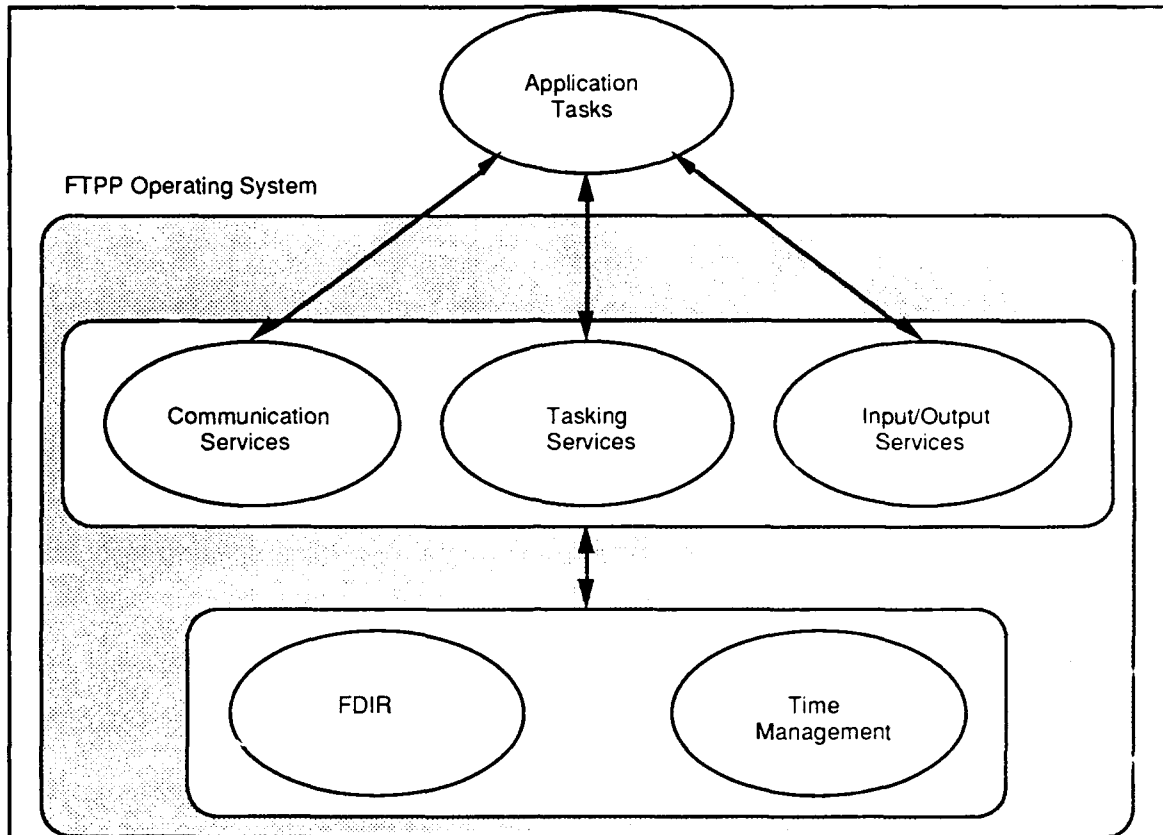 Application
Tasks
FTPP Operating System
Communication
Services
Tasking
Services
Input/Output
Services
FDIR
Time
Management